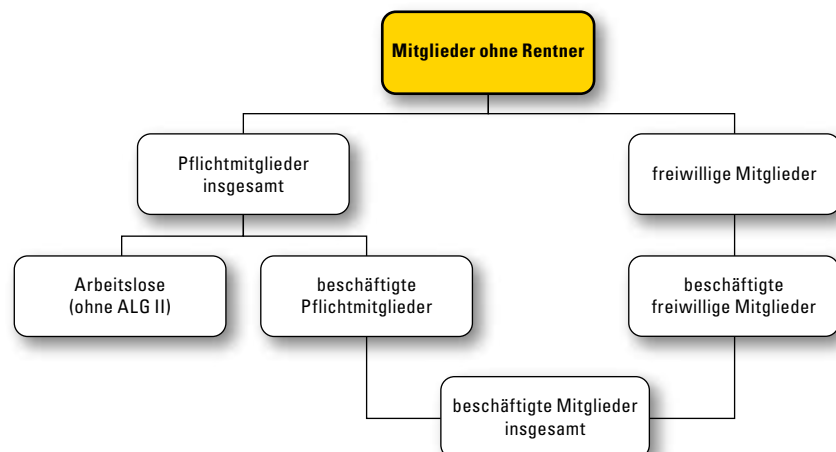 Mitglieder ohne Rentner
Pflichtmitglieder
insgesamt
freiwillige Mitglieder
Arbeitslose
(ohne ALG II)
beschäftigte
Pflichtmitglieder
beschäftigte
freiwillige Mitglieder
beschäftigte Mitglieder
insgesamt